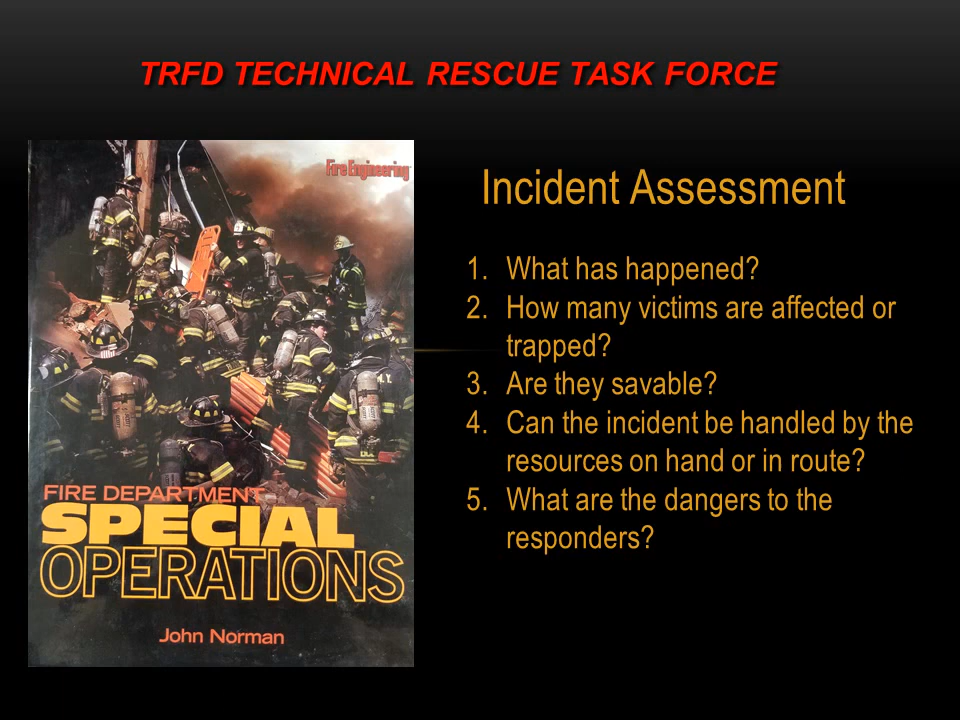 TRFD TECHNICAL RESCUE TASK FORCE
Fire Engineering
FIRE DEPARTMENT
SPECIAL
OPERATIONS
John Norman
Incident Assessment
1. What has happened?
2. How many victims are affected or
trapped?
3. Are they savable?
4. Can the incident be handled by the
resources on hand or in route?
5. What are the dangers to the
responders?